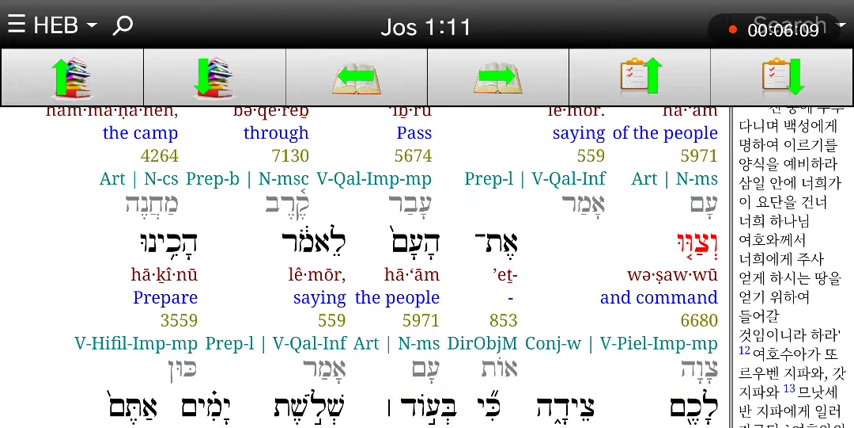 HEB
Jos 1:11
Search
00:06:09
ham·ma·ḥă·neh, bə·qe·reḇ ‘iḇ·rū lê·mōr. hā·‘ām
the camp through Pass saying of the people
4264 7130 5674 559 5971
Art | N-cs Prep-b | N-msc V-Qal-Imp-mp Prep-l | V-Qal-Inf Art | N-ms
עָם אָמַר עָבַר קֶ֫רֶב מַחֲנֶה
וְצַוּ֤וּ אֶת־ הָעָם֙ לֵאמֹ֔ר הָכִ֥ינוּ
hā·ḵî·nū lê·mōr, hā·‘ām ’eṯ- wə·ṣaw·wū
Prepare saying the people - and command
3559 559 5971 853 6680
V-Hifil-Imp-mp Prep-l | V-Qal-Inf Art | N-ms DirObjM Conj-w | V-Piel-Imp-mp
צָוָה אוֹת עָם אָמַר כּוּן
לָכֶ֖ם צֵידָ֑ה כִּ֞י בְּע֣וֹד ׀ שְׁלֹ֣שֶׁת יָמִ֗ים אַתֶּם֙
다니며 백성에게
명하여 이르기를
양식을 예비하라
삼일 안에 너희가
이 요단을 건너
너희 하나님
여호와께서
너희에게 주사
얻게 하시는 땅을
얻기 위하여
들어갈
것임이니라 하라'
12 여호수아가 또
르우벤 지파와, 갓
지파와 13 므낫세
반 지파에게 일러